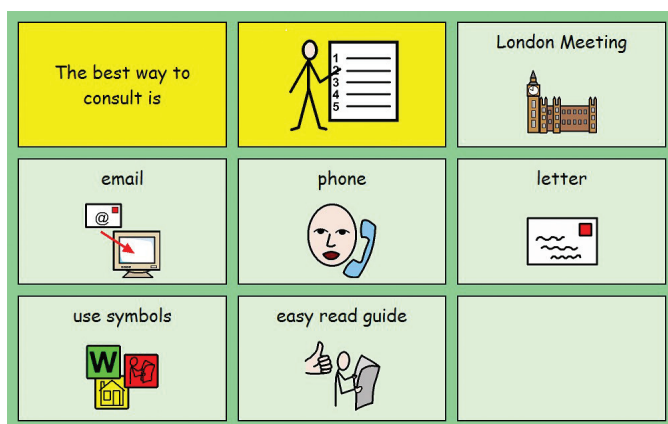 The best way to
consult is
1
2
3
4
5
London Meeting
email
phone
letter
@
use symbols
easy read guide
W